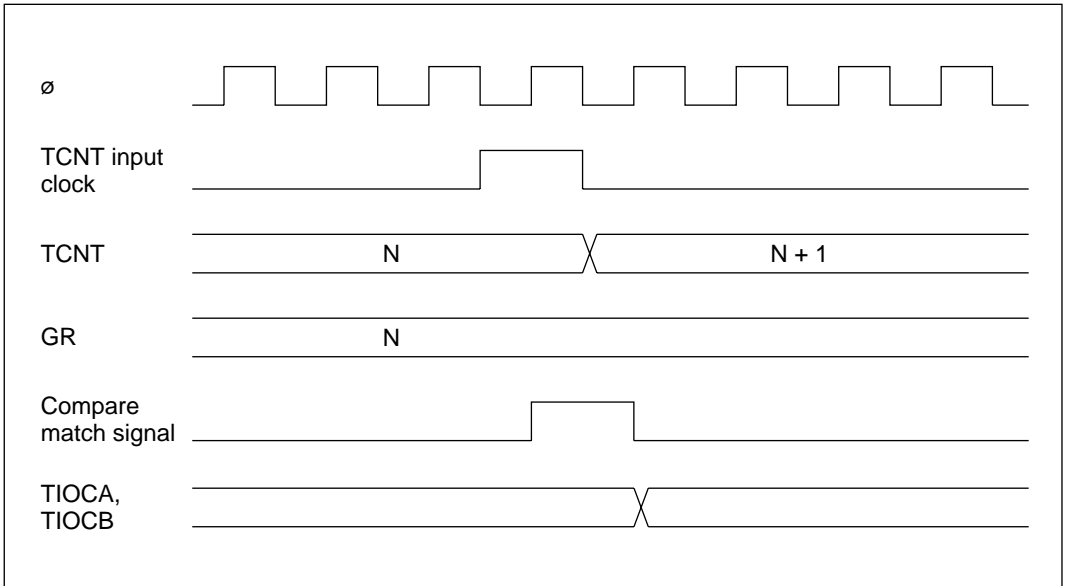 ø
TCNT input
clock
TCNT
N
N + 1
GR
N
Compare
match signal
TIOCA,
TIOCB